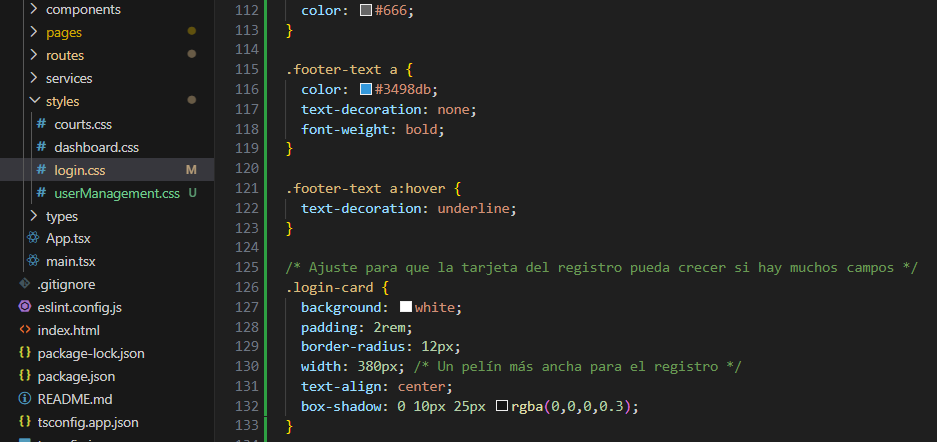 components
pages
routes
services
styles
courts.css
dashboard.css
login.css M
userManagement.css U
types
App.tsx
main.tsx
.gitignore
eslint.config.js
index.html
package-lock.json
package.json
README.md
tsconfig.app.json
112 color: #666;
113 }
114
115 .footer-text a {
116 color: #3498db;
117 text-decoration: none;
118 font-weight: bold;
119 }
120
121 .footer-text a:hover {
122 text-decoration: underline;
123 }
124
125 /* Ajuste para que la tarjeta del registro pueda crecer si hay muchos campos */
126 .login-card {
127 background: white;
128 padding: 2rem;
129 border-radius: 12px;
130 width: 380px; /* Un pelín más ancha para el registro */
131 text-align: center;
132 box-shadow: 0 10px 25px rgba(0,0,0,0.3);
133 }